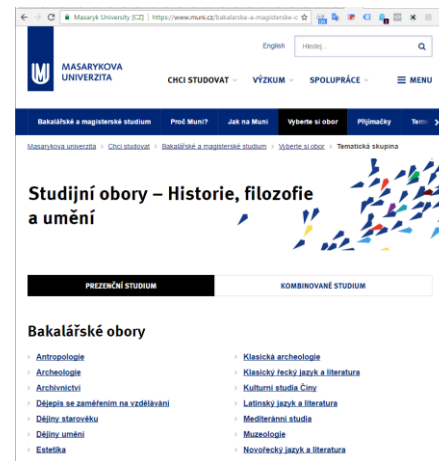 Masaryk University [CZ] | https://www.muni.cz/bakalarske-a-magisterske-
English
Hledej
MASARYKOVA
UNIVERZITA
CHCI STUDOVAT
VÝZKUM
SPOLUPRÁCE
MENU
Bakalářské a magisterské studium
Proč Muni?
Jak na Muni
Vyberte si obor
Přijímačky
Masarykova univerzita > Chci studovat > Bakalářské a magisterské studium > Vyberte si obor > Tematická skupina
Studijní obory – Historie, filozofie
a umění
PREZENČNÍ STUDIUM
KOMBINOVANÉ STUDIUM
Bakalářské obory
Antropologie
Archeologie
Archivnictví
Dějepis se zaměřením na vzdělávání
Dějiny starověku
Dějiny umění
Estetika
Klasická archeologie
Klasický řecký jazyk a literatura
Kulturní studia Číny
Latinský jazyk a literatura
Mediteránní studia
Muzeologie
Novořecký jazyk a literatura